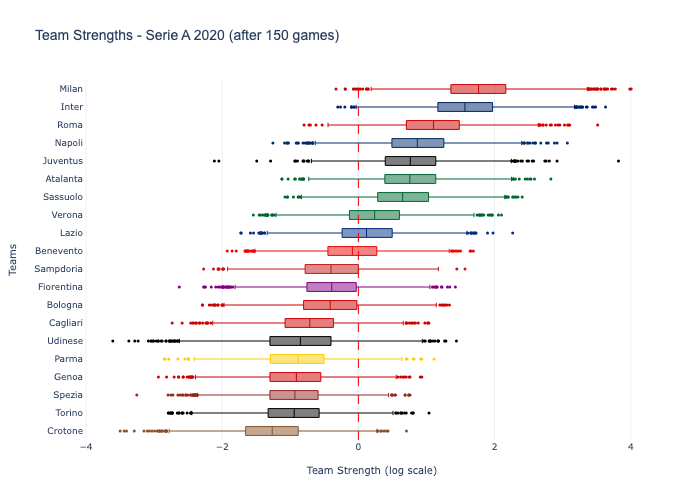 Team Strengths - Serie A 2020 (after 150 games)
Milan
Inter
Roma
Napoli
Juventus
Atalanta
Sassuolo
Verona
Lazio
Benevento
Sampdoria
Fiorentina
Bologna
Cagliari
Udinese
Parma
Genoa
Spezia
Torino
Crotone
Teams
−4 −2 0 2 4
Team Strength (log scale)